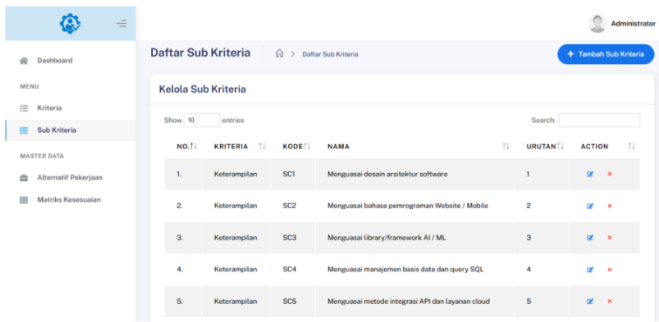 Administrator
Dashboard
MENU
Kriteria
Sub Kriteria
MASTER DATA
Alternatif Pekerjaan
Matriks Kesesuaian
Daftar Sub Kriteria
> Daftar Sub Kriteria
+ Tambah Sub Kriteria
Kelola Sub Kriteria
Show 10 entries
Search:
NO. KRITERIA KODE NAMA URUTAN ACTION
1. Keterampilan SC1 Menguasai desain arsitektur software 1
2. Keterampilan SC2 Menguasai bahasa pemrograman Website / Mobile 2
3. Keterampilan SC3 Menguasai library/framework AI / ML 3
4. Keterampilan SC4 Menguasai manajemen basis data dan query SQL 4
5. Keterampilan SC5 Menguasai metode integrasi API dan layanan cloud 5